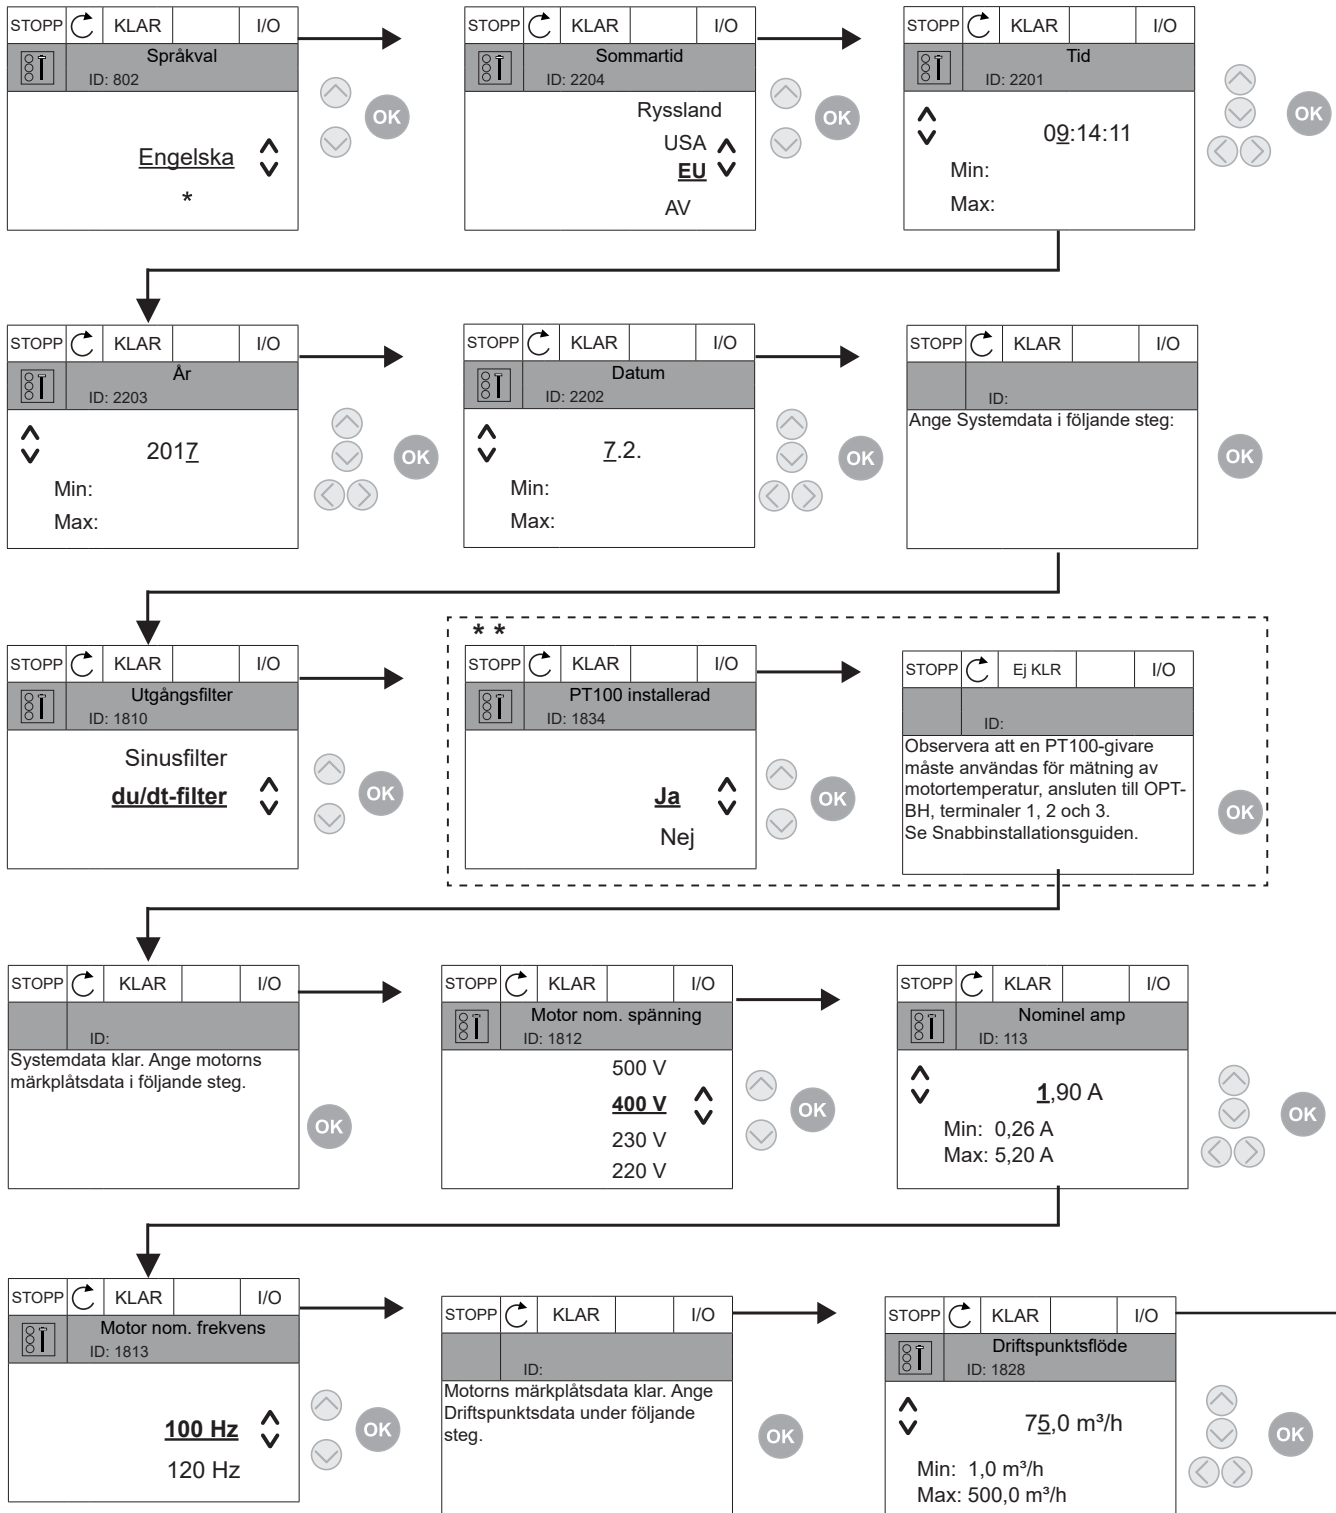 STOPP KLAR I/O
Språkval
ID: 802
Engelska
*
OK
STOPP KLAR I/O
Sommartid
ID: 2204
Ryssland
USA
EU
AV
OK
STOPP KLAR I/O
Tid
ID: 2201
09:14:11
Min:
Max:
OK
STOPP KLAR I/O
År
ID: 2203
2017
Min:
Max:
OK
STOPP KLAR I/O
Datum
ID: 2202
7.2.
Min:
Max:
OK
STOPP KLAR I/O
ID:
Ange Systemdata i följande steg:
OK
STOPP KLAR I/O
Utgångsfilter
ID: 1810
Sinusfilter
du/dt-filter
OK
* *
STOPP KLAR I/O
PT100 installerad
ID: 1834
Ja
Nej
OK
STOPP Ej KLR I/O
ID:
Observera att en PT100-givare
måste användas för mätning av
motortemperatur, ansluten till OPT-
BH, terminaler 1, 2 och 3.
Se Snabbinstallationsguiden.
OK
STOPP KLAR I/O
ID:
Systemdata klar. Ange motorns
märkplåtsdata i följande steg.
OK
STOPP KLAR I/O
Motor nom. spänning
ID: 1812
500 V
400 V
230 V
220 V
OK
STOPP KLAR I/O
Nominel amp
ID: 113
1,90 A
Min: 0,26 A
Max: 5,20 A
OK
STOPP KLAR I/O
Motor nom. frekvens
ID: 1813
100 Hz
120 Hz
OK
STOPP KLAR I/O
ID:
Motorns märkplåtsdata klar. Ange
Driftspunktsdata under följande
steg.
OK
STOPP KLAR I/O
Driftspunktsflöde
ID: 1828
75,0 m³/h
Min: 1,0 m³/h
Max: 500,0 m³/h
OK